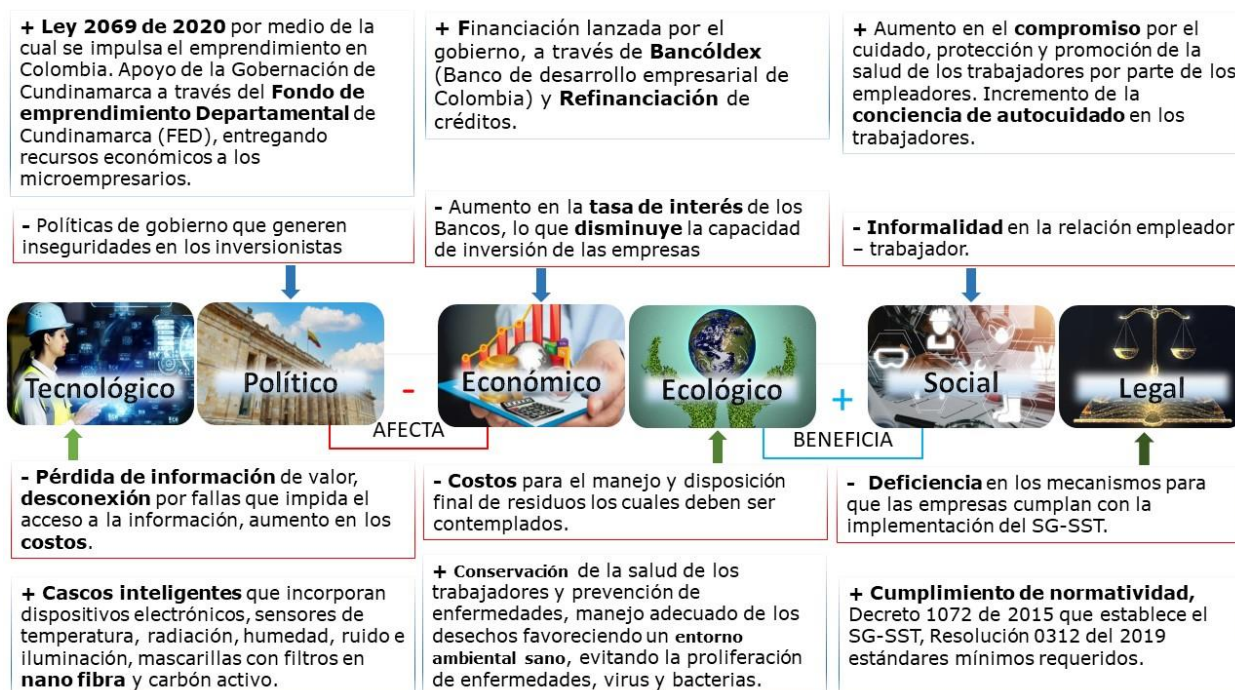 + Ley 2069 de 2020 por medio de la
cual se impulsa el emprendimiento en
Colombia. Apoyo de la Gobernación de
Cundinamarca a través del Fondo de
emprendimiento Departamental de
Cundinamarca (FED), entregando
recursos económicos a los
microempresarios.
+ Financiación lanzada por el
gobierno, a través de Bancóldex
(Banco de desarrollo empresarial de
Colombia) y Refinanciación de
créditos.
+ Aumento en el compromiso por el
cuidado, protección y promoción de la
salud de los trabajadores por parte de los
empleadores. Incremento de la
conciencia de autocuidado en los
trabajadores.
- Políticas de gobierno que generen
inseguridades en los inversionistas
- Aumento en la tasa de interés de los
Bancos, lo que disminuye la capacidad
de inversión de las empresas
- Informalidad en la relación empleador
– trabajador.
Tecnológico
Político
-
Económico
Ecológico
+
Social
Legal
AFECTA
BENEFICIA
- Pérdida de información de valor,
desconexión por fallas que impida el
acceso a la información, aumento en los
costos.
- Costos para el manejo y disposición
final de residuos los cuales deben ser
contemplados.
- Deficiencia en los mecanismos para
que las empresas cumplan con la
implementación del SG-SST.
+ Cascos inteligentes que incorporan
dispositivos electrónicos, sensores de
temperatura, radiación, humedad, ruido e
iluminación, mascarillas con filtros en
nano fibra y carbón activo.
+ Conservación de la salud de los
trabajadores y prevención de
enfermedades, manejo adecuado de los
desechos favoreciendo un entorno
ambiental sano, evitando la proliferación
de enfermedades, virus y bacterias.
+ Cumplimiento de normatividad,
Decreto 1072 de 2015 que establece el
SG-SST, Resolución 0312 del 2019
estándares mínimos requeridos.